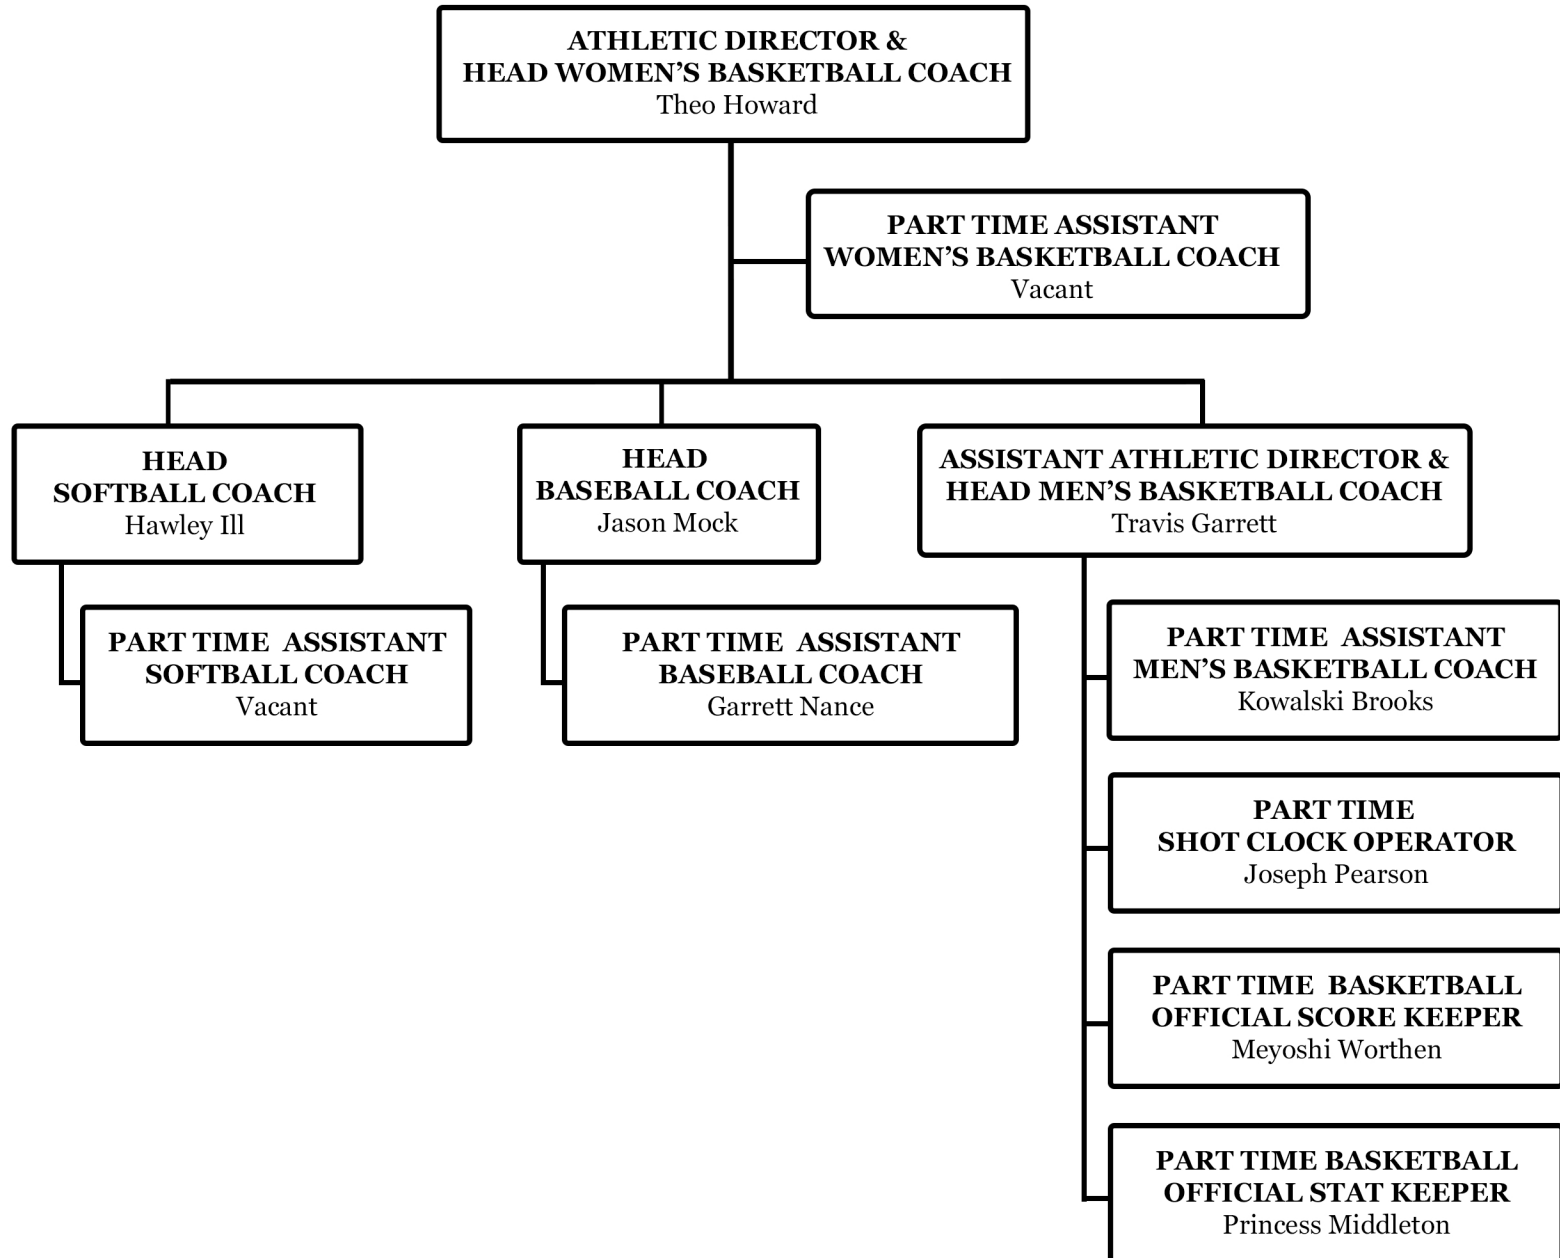 ATHLETIC DIRECTOR &
HEAD WOMEN’S BASKETBALL COACH
Theo Howard
PART TIME ASSISTANT
WOMEN’S BASKETBALL COACH
Vacant
HEAD
SOFTBALL COACH
Hawley Ill
HEAD
BASEBALL COACH
Jason Mock
ASSISTANT ATHLETIC DIRECTOR &
HEAD MEN’S BASKETBALL COACH
Travis Garrett
PART TIME ASSISTANT
SOFTBALL COACH
Vacant
PART TIME ASSISTANT
BASEBALL COACH
Garrett Nance
PART TIME ASSISTANT
MEN’S BASKETBALL COACH
Kowalski Brooks
PART TIME
SHOT CLOCK OPERATOR
Joseph Pearson
PART TIME BASKETBALL
OFFICIAL SCORE KEEPER
Meyoshi Worthen
PART TIME BASKETBALL
OFFICIAL STAT KEEPER
Princess Middleton